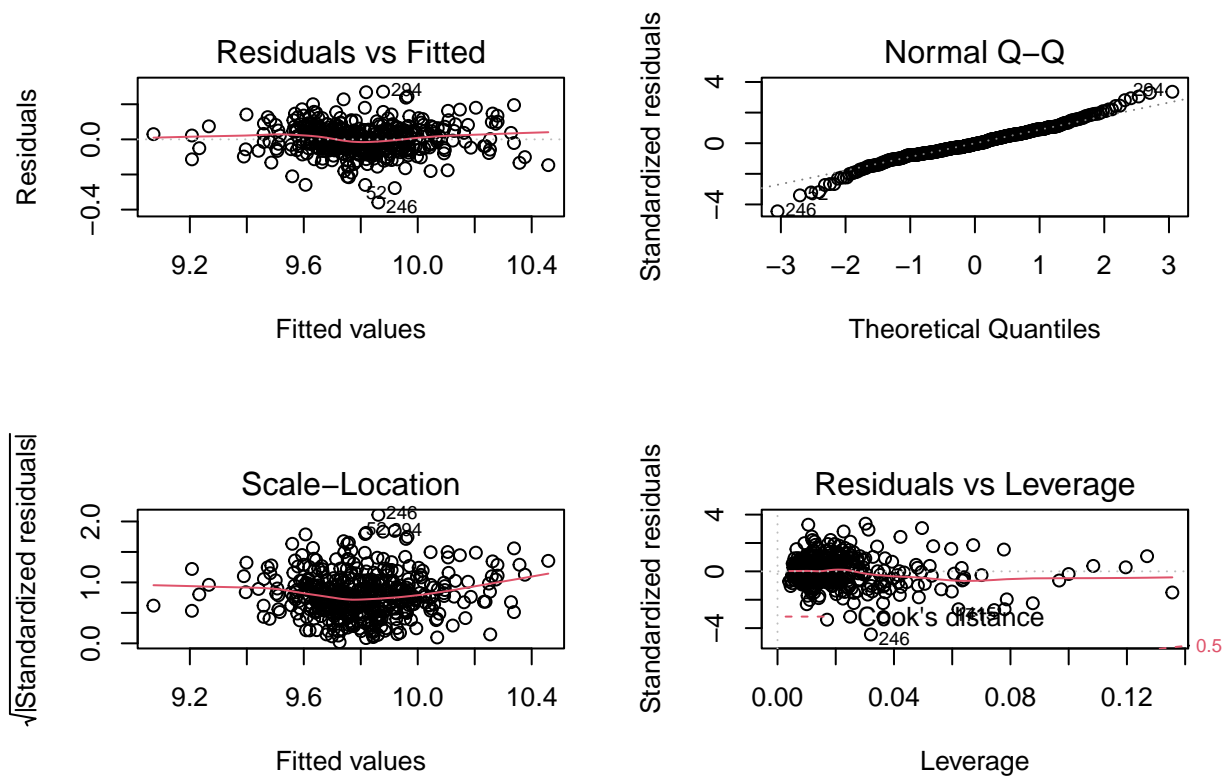 Residuals vs Fitted
Residuals
0.0
−0.4
294
52
246
9.2 9.6 10.0 10.4
Fitted values
Normal Q−Q
Standardized residuals
4
0
−4
294
52
246
−3 −2 −1 0 1 2 3
Theoretical Quantiles
Scale−Location
√|Standardized residuals|
2.0
1.0
0.0
246
52
294
9.2 9.6 10.0 10.4
Fitted values
Residuals vs Leverage
Standardized residuals
4
0
−4
Cook's distance
246
0.5
0.00 0.04 0.08 0.12
Leverage